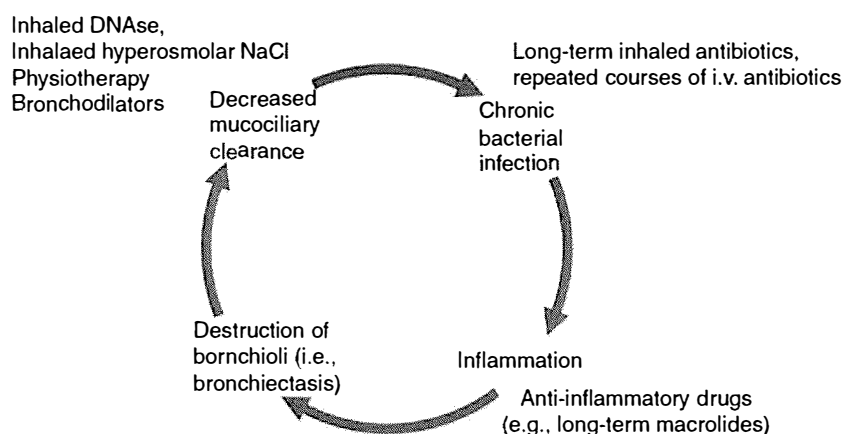 Inhaled DNAse,
Inhalaed hyperosmolar NaCl
Physiotherapy
Bronchodilators
Decreased
mucociliary
clearance
Long-term inhaled antibiotics,
repeated courses of i.v. antibiotics
Chronic
bacterial
infection
Inflammation
Anti-inflammatory drugs
(e.g., long-term macrolides)
Destruction of
bornchioli (i.e.,
bronchiectasis)